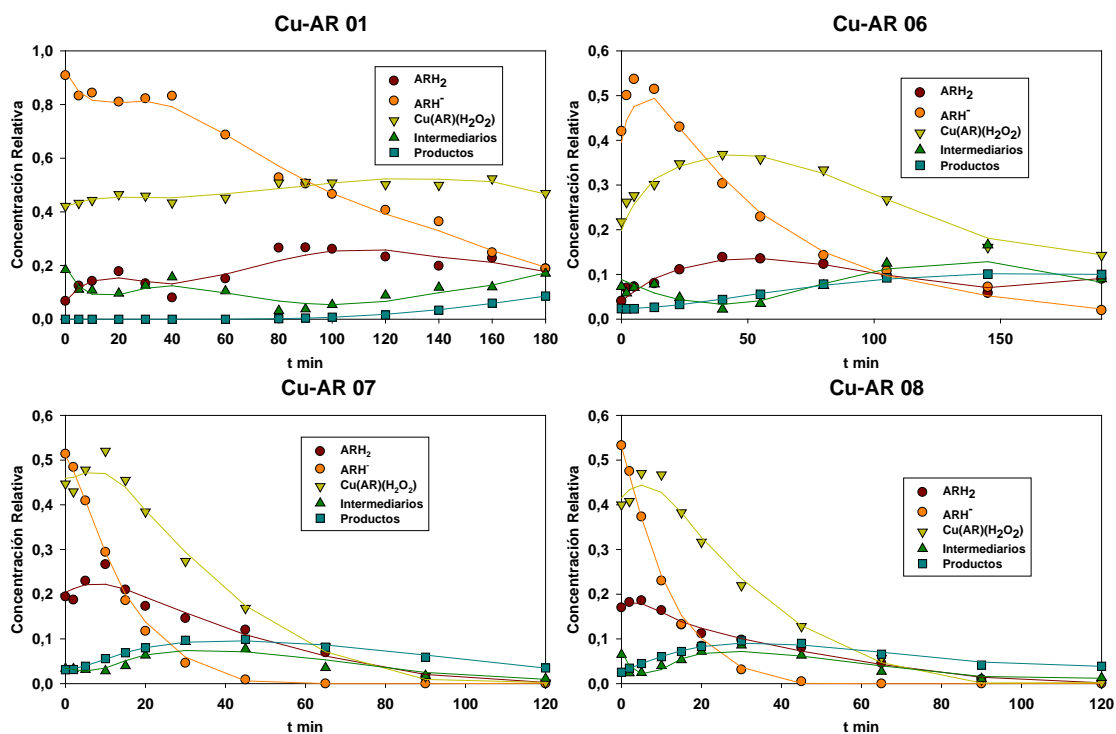 Cu-AR 01
Concentración Relativa
1,0
0,8
0,6
0,4
0,2
0,0
ARH2
ARH-
Cu(AR)(H2O2)
Intermediarios
Productos
0 20 40 60 80 100 120 140 160 180
t min
Cu-AR 06
Concentración Relativa
0,6
0,5
0,4
0,3
0,2
0,1
0,0
ARH2
ARH-
Cu(AR)(H2O2)
Intermediarios
Productos
0 50 100 150
t min
Cu-AR 07
Concentración Relativa
0,6
0,5
0,4
0,3
0,2
0,1
0,0
ARH2
ARH-
Cu(AR)(H2O2)
Intermediarios
Productos
0 20 40 60 80 100 120
t min
Cu-AR 08
Concentración Relativa
0,6
0,5
0,4
0,3
0,2
0,1
0,0
ARH2
ARH-
Cu(AR)(H2O2)
Intermediarios
Productos
0 20 40 60 80 100 120
t min